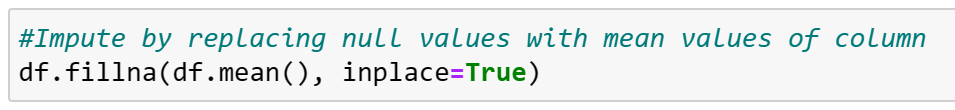 #Impute by replacing null values with mean values of column
df.fillna(df.mean(), inplace=True)